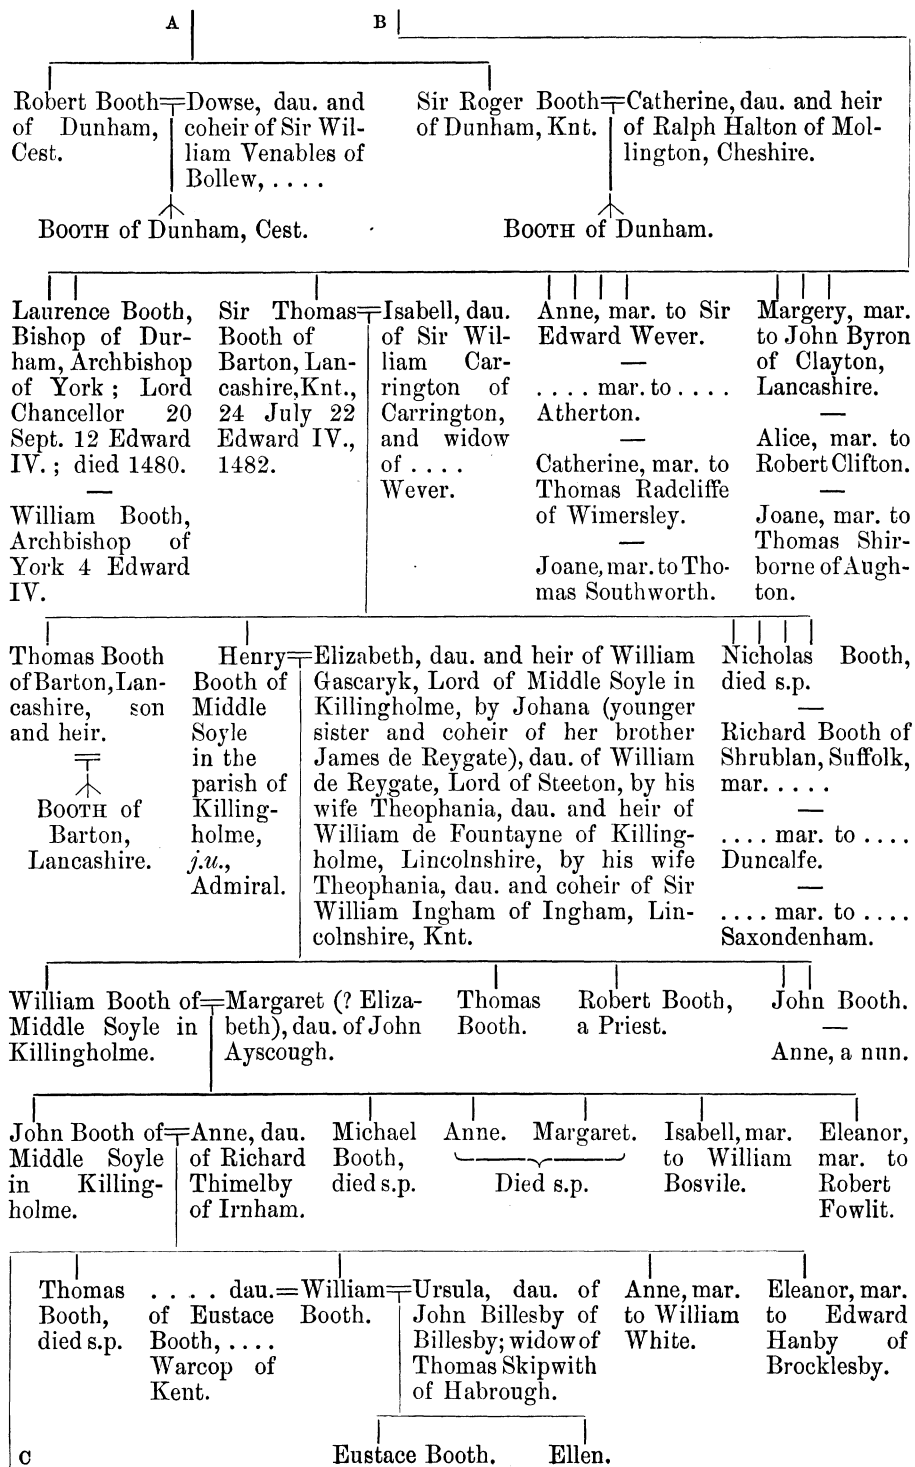 A
B
Robert Booth=Dowse, dau. and
of Dunham,
Cest.
coheir of Sir Wil-
liam Venables of
Bollew, . . . .
Sir Roger Booth=Catherine, dau. and heir
of Dunham, Knt.
of Ralph Halton of Mol-
lington, Cheshire.
BOOTH of Dunham, Cest.
BOOTH of Dunham.
Laurence Booth,
Bishop of Dur-
ham, Archbishop
of York ; Lord
Chancellor 20
Sept. 12 Edward
IV. ; died 1480.
—
William Booth,
Archbishop of
York 4 Edward
IV.
Sir Thomas=Isabell, dau.
Booth of
Barton, Lan-
cashire, Knt.,
24 July 22
Edward IV.,
1482.
of Sir Wil-
liam Car-
rington of
Carrington,
and widow
of . . . .
Wever.
Anne, mar. to Sir
Edward Wever.
—
. . . . mar. to . . . .
Atherton.
—
Catherine, mar. to
Thomas Radcliffe
of Wimersley.
—
Joane, mar. to Tho-
mas Southworth.
Margery, mar.
to John Byron
of Clayton,
Lancashire.
—
Alice, mar. to
Robert Clifton.
—
Joane, mar. to
Thomas Shir-
borne of Augh-
ton.
Thomas Booth
of Barton, Lan-
cashire, son
and heir.
BOOTH of
Barton,
Lancashire.
Henry=Elizabeth, dau. and heir of William
Booth of
Middle
Soyle
in the
parish of
Killing-
holme,
j.u.,
Admiral.
Gascaryk, Lord of Middle Soyle in
Killingholme, by Johana (younger
sister and coheir of her brother
James de Reygate), dau. of William
de Reygate, Lord of Steeton, by his
wife Theophania, dau. and heir of
William de Fountayne of Killing-
holme, Lincolnshire, by his wife
Theophania, dau. and coheir of Sir
William Ingham of Ingham, Lin-
colnshire, Knt.
Nicholas Booth,
died s.p.
—
Richard Booth of
Shrublan, Suffolk,
mar. . . . .
—
. . . . mar. to . . . .
Duncalfe.
—
. . . . mar. to . . . .
Saxondenham.
William Booth of=Margaret (? Eliza-
Middle Soyle in
Killingholme.
beth), dau. of John
Ayscough.
Thomas
Booth.
Robert Booth,
a Priest.
John Booth.
—
Anne, a nun.
John Booth of=Anne, dau.
Middle Soyle
in Killing-
holme.
of Richard
Thimelby
of Irnham.
Michael
Booth,
died s.p.
Anne. Margaret.
Died s.p.
Isabell, mar.
to William
Bosvile.
Eleanor,
mar. to
Robert
Fowlit.
Thomas
Booth,
died s.p.
. . . . dau.=William=Ursula, dau. of
of Eustace
Booth, . . . .
Warcop of
Kent.
Booth.
John Billesby of
Billesby; widow of
Thomas Skipwith
of Habrough.
Anne, mar.
to William
White.
Eleanor, mar.
to Edward
Hanby of
Brocklesby.
C
Eustace Booth. Ellen.